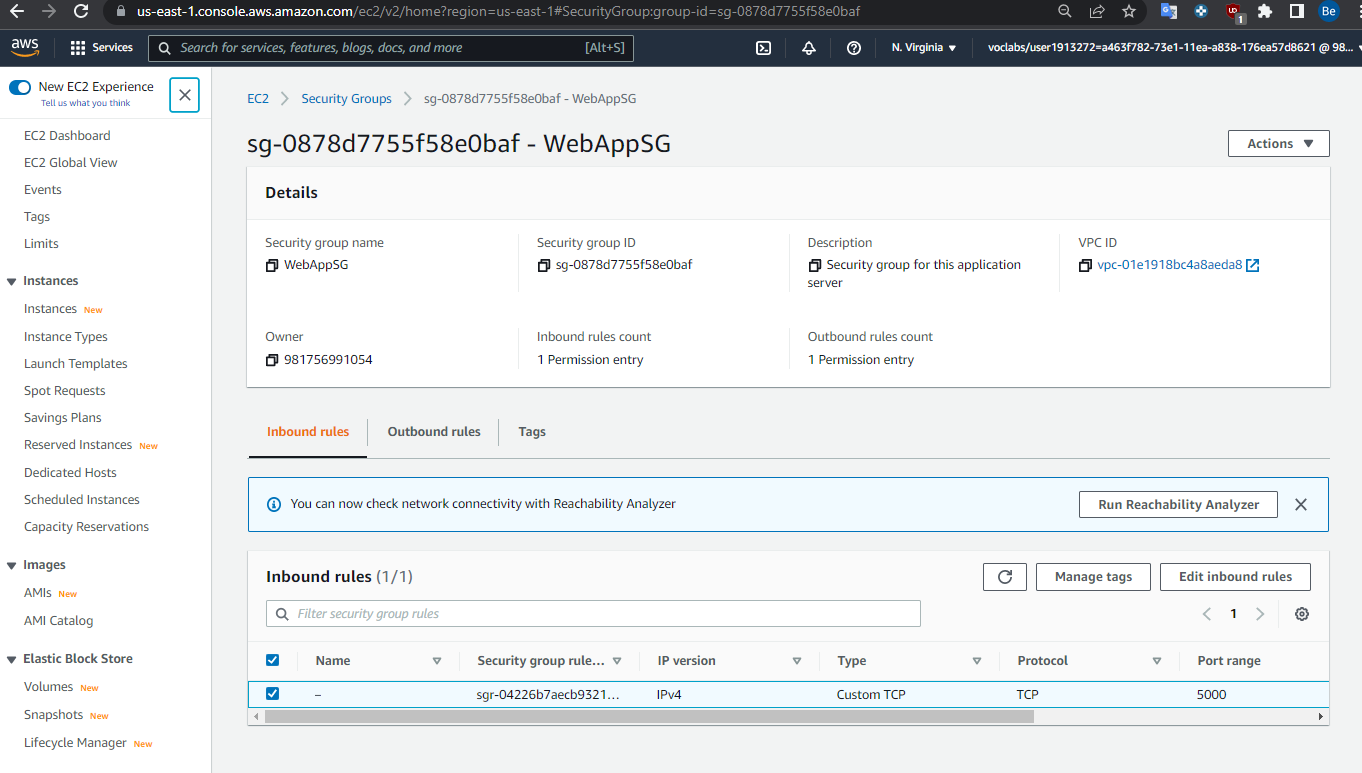 us-east-1.console.aws.amazon.com/ec2/v2/home?region=us-east-1#SecurityGroup:group-id=sg-0878d7755f58e0baf
1
Be
aws
Services
Search for services, features, blogs, docs, and more
[Alt+S]
N. Virginia
voclabs/user1913272=a463f782-73e1-11ea-a838-176ea57d8621 @ 98...
New EC2 Experience
Tell us what you think
EC2 Dashboard
EC2 Global View
Events
Tags
Limits
Instances
Instances New
Instance Types
Launch Templates
Spot Requests
Savings Plans
Reserved Instances New
Dedicated Hosts
Scheduled Instances
Capacity Reservations
Images
AMIs New
AMI Catalog
Elastic Block Store
Volumes New
Snapshots New
Lifecycle Manager New
EC2
Security Groups
sg-0878d7755f58e0baf - WebAppSG
sg-0878d7755f58e0baf - WebAppSG
Actions
Details
Security group name
WebAppSG
Security group ID
sg-0878d7755f58e0baf
Description
Security group for this application
server
VPC ID
vpc-01e1918bc4a8aeda8
Owner
981756991054
Inbound rules count
1 Permission entry
Outbound rules count
1 Permission entry
Inbound rules
Outbound rules
Tags
You can now check network connectivity with Reachability Analyzer
Run Reachability Analyzer
Inbound rules (1/1)
Manage tags
Edit inbound rules
Filter security group rules
1
Name
Security group rule...
IP version
Type
Protocol
Port range
–
sgr-04226b7aecb9321...
IPv4
Custom TCP
TCP
5000